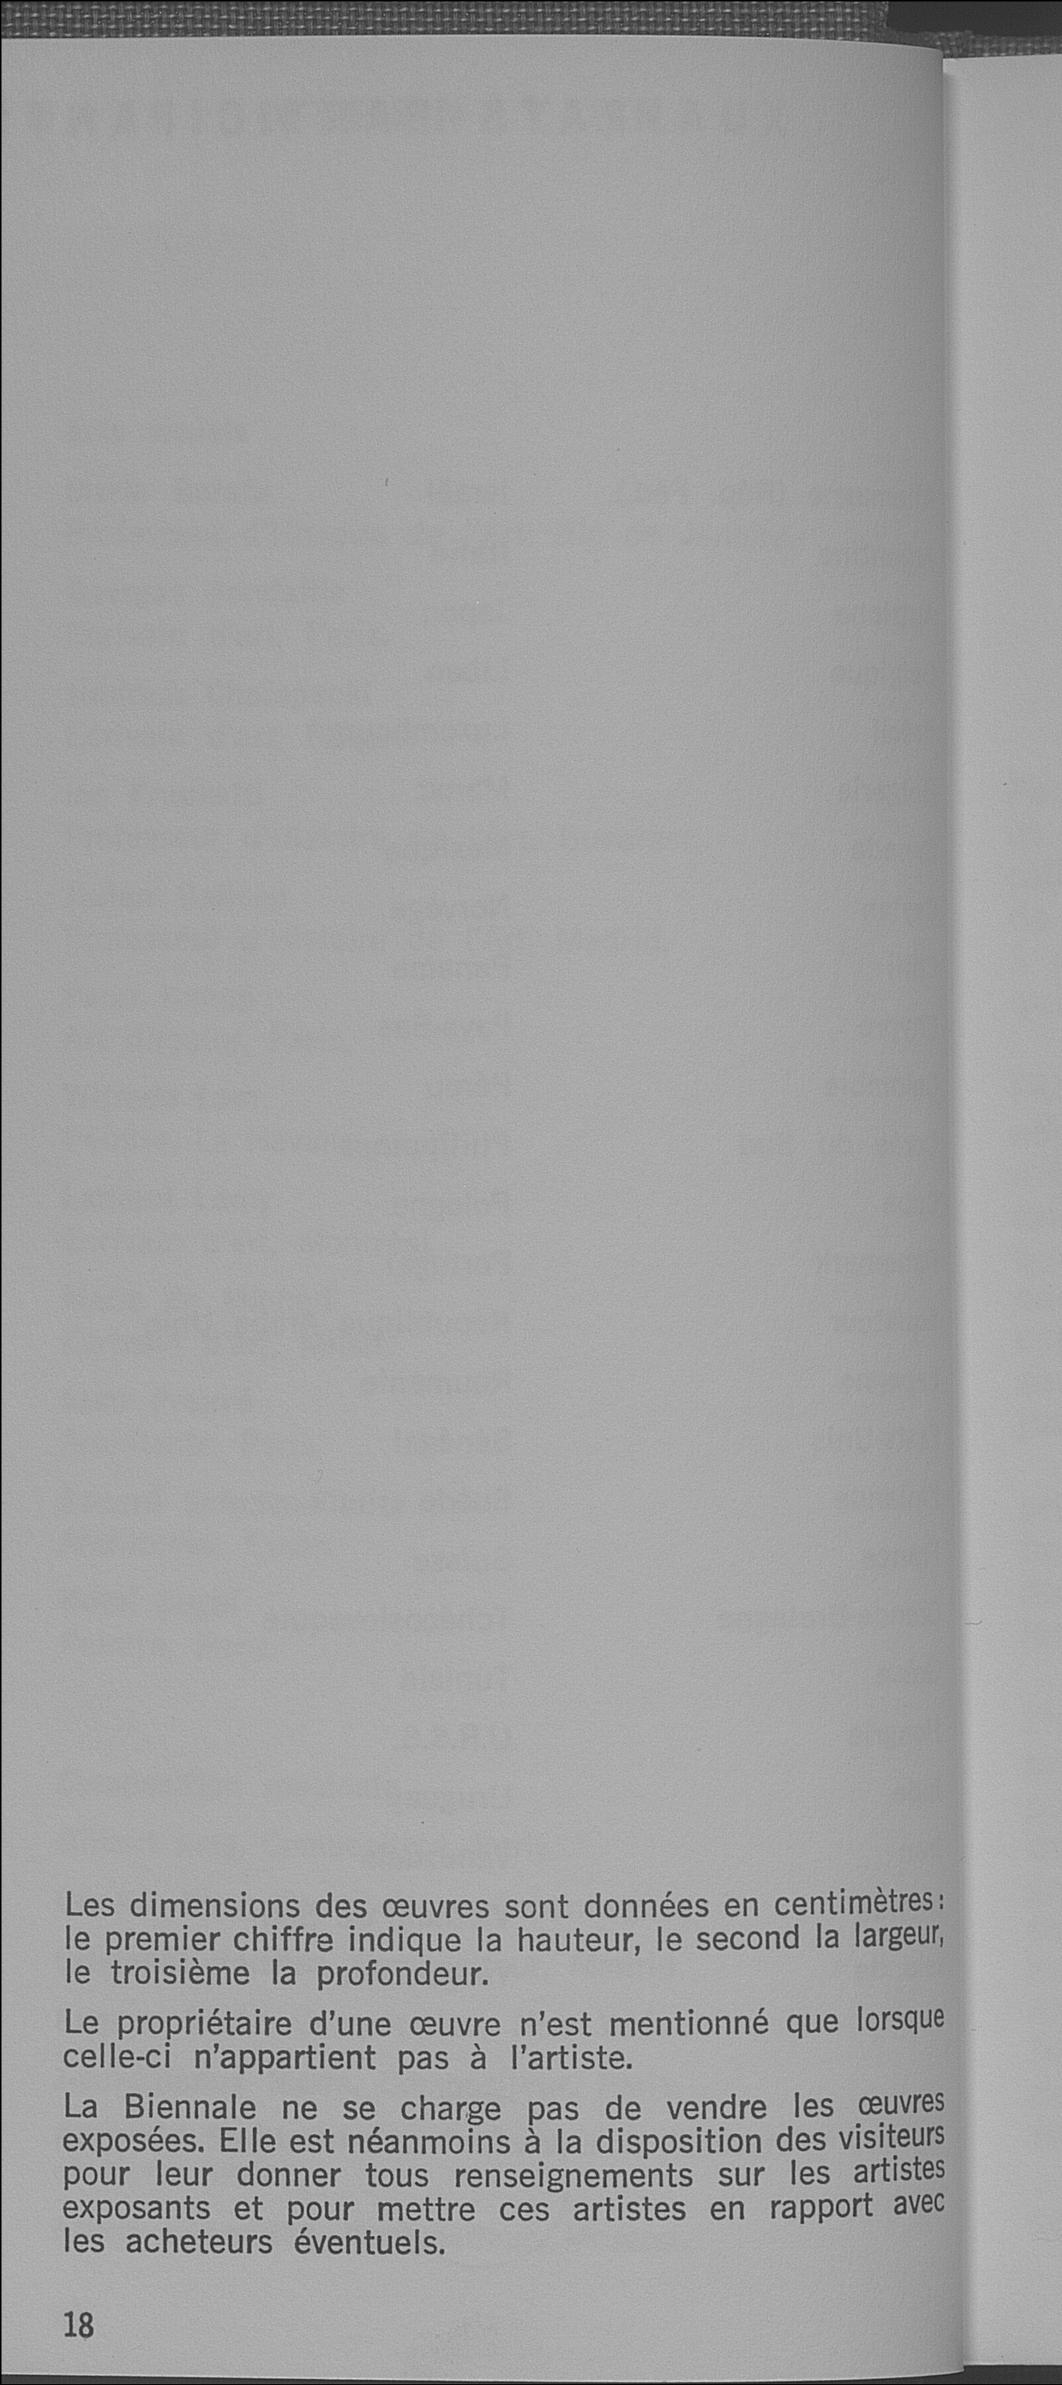 Les dimensions des œuvres sont données en centimètres:
le premier chiffre indique la hauteur, le second la largeur,
le troisième la profondeur.
Le propriétaire d'une œuvre n'est mentionné que lorsque
celle-ci n'appartient pas à l'artiste.
La Biennale ne se charge pas de vendre les œuvres
exposées. Elle est néanmoins à la disposition des visiteurs
pour leur donner tous renseignements sur les artistes
exposants et pour mettre ces artistes en rapport avec
les acheteurs éventuels.
18